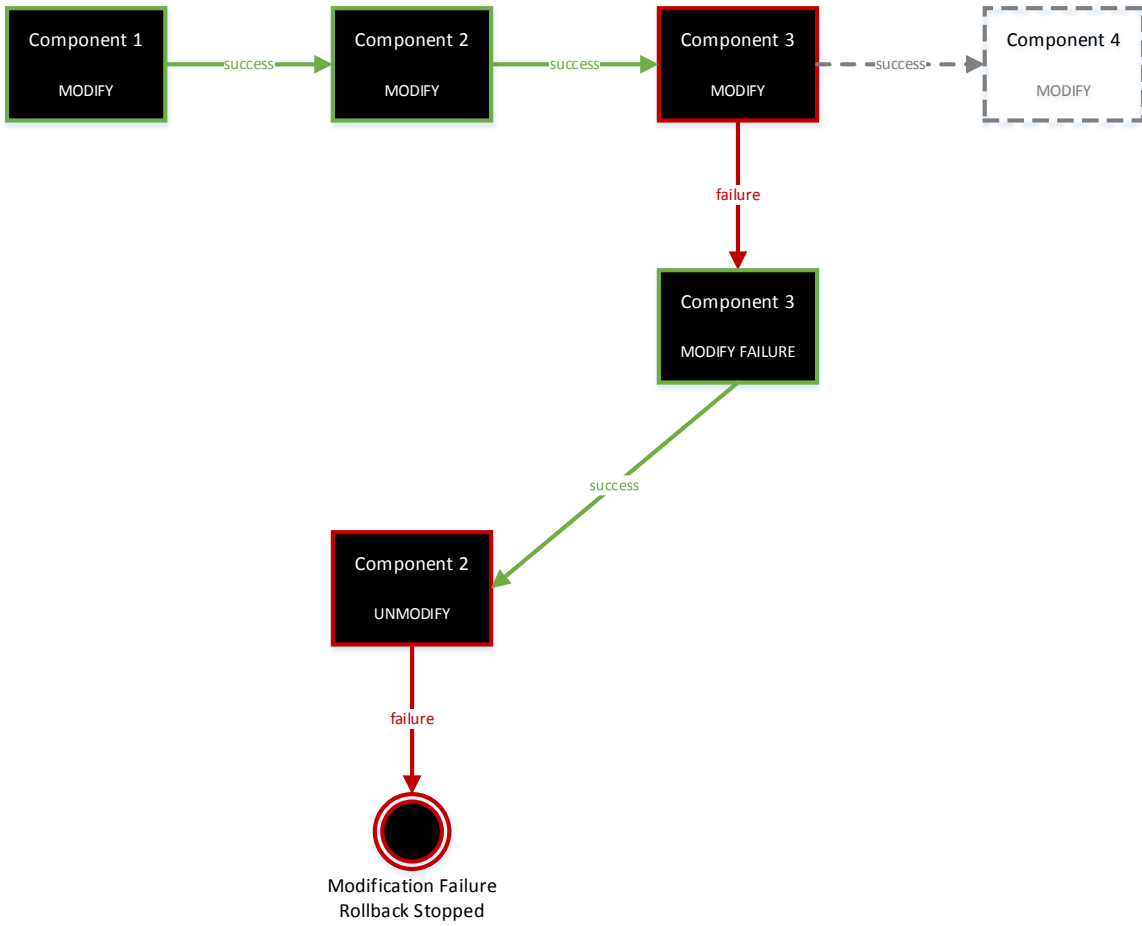 Component 1
MODIFY
success
Component 2
MODIFY
success
Component 3
MODIFY
success
Component 4
MODIFY
failure
Component 3
MODIFY FAILURE
success
Component 2
UNMODIFY
failure
Modification Failure
Rollback Stopped